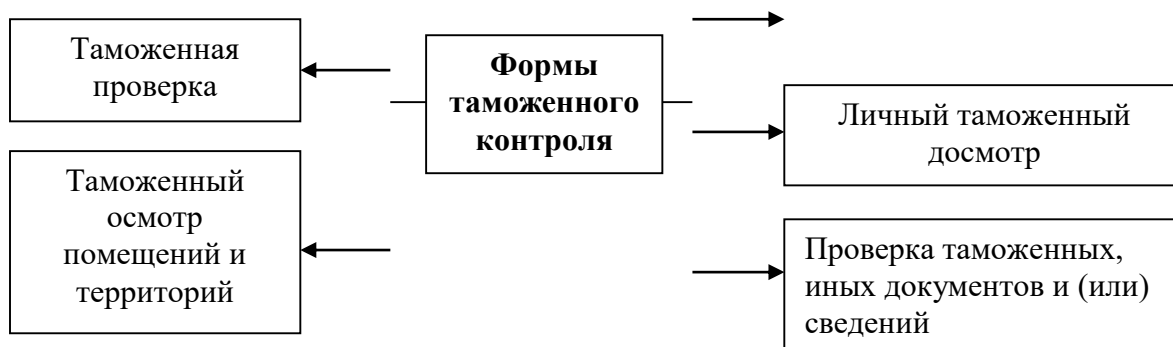 Таможенная
проверка
Таможенный
осмотр
помещений и
территорий
Формы
таможенного
контроля
Личный таможенный
досмотр
Проверка таможенных,
иных документов и (или)
сведений